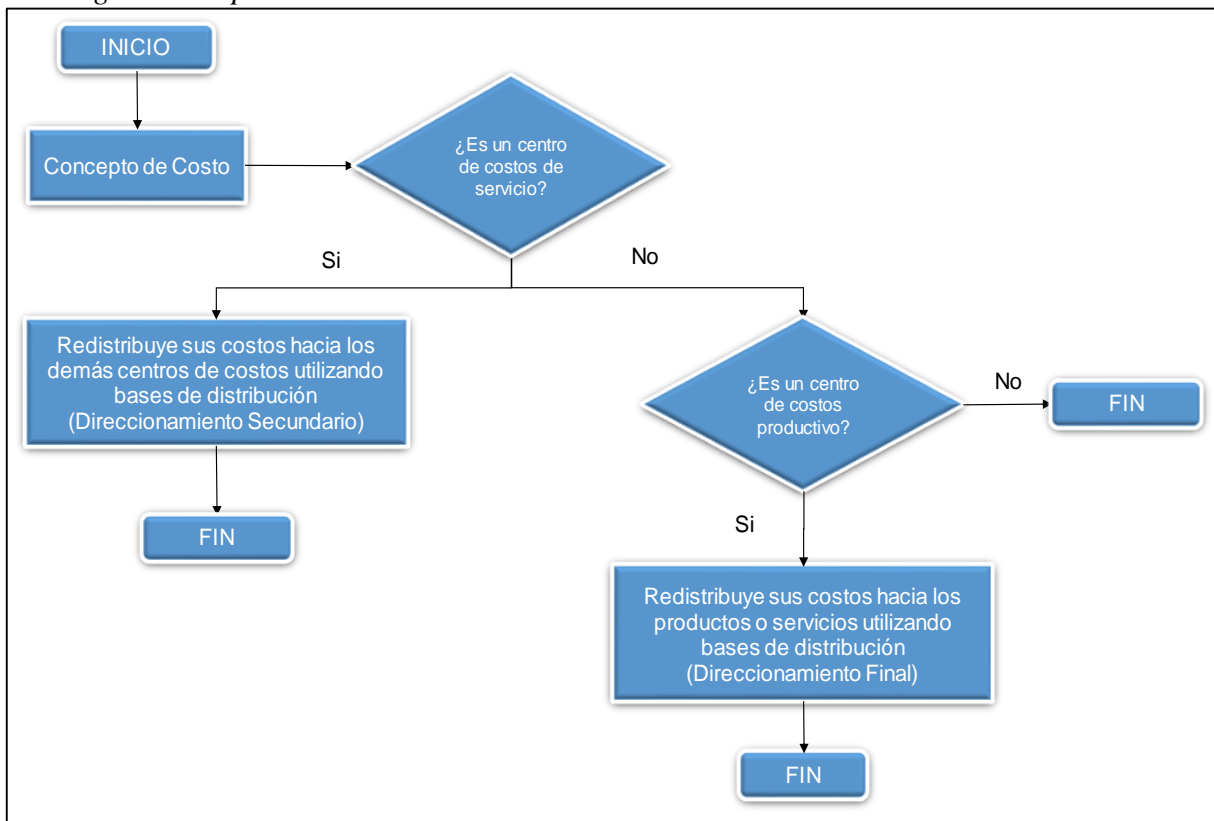 INICIO
Concepto de Costo
¿Es un centro
de costos de
servicio?
Si
No
Redistribuye sus costos hacia los
demás centros de costos utilizando
bases de distribución
(Direccionamiento Secundario)
FIN
¿Es un centro
de costos
productivo?
No
FIN
Si
Redistribuye sus costos hacia los
productos o servicios utilizando
bases de distribución
(Direccionamiento Final)
FIN